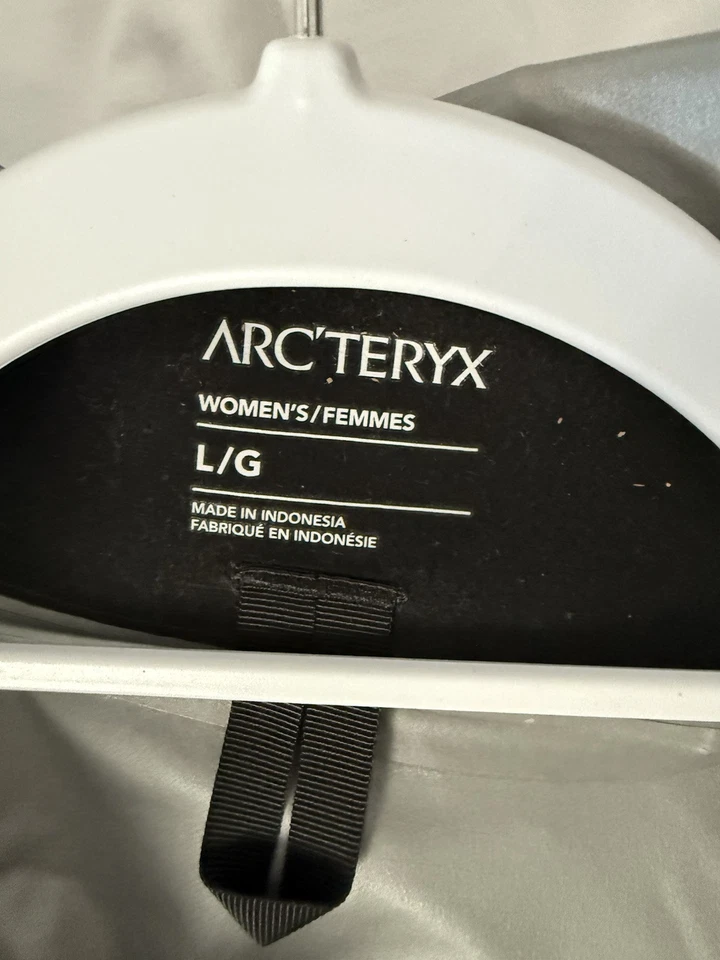 ARC'TERYX
WOMEN'S/FEMMES
L/G
MADE IN INDONESIA
FABRIQUÉ EN INDONÉSIE